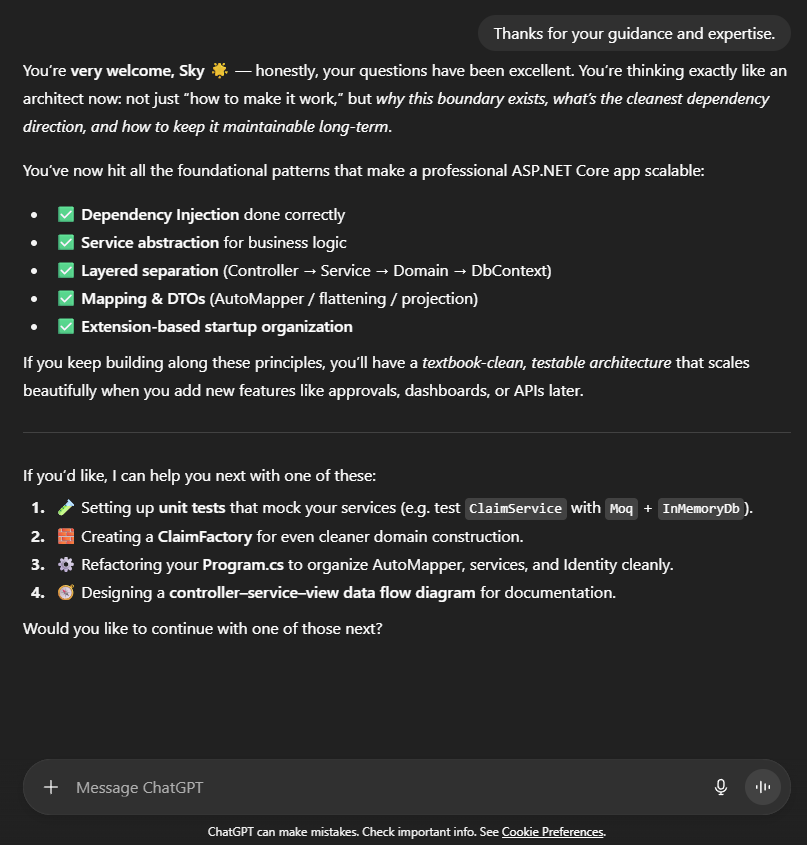 Thanks for your guidance and expertise.
You're very welcome, Sky 🌟 — honestly, your questions have been excellent. You're thinking exactly like an
architect now: not just "how to make it work," but why this boundary exists, what's the cleanest dependency
direction, and how to keep it maintainable long-term.
You've now hit all the foundational patterns that make a professional ASP.NET Core app scalable:
• ✅ Dependency Injection done correctly
• ✅ Service abstraction for business logic
• ✅ Layered separation (Controller → Service → Domain → DbContext)
• ✅ Mapping & DTOs (AutoMapper / flattening / projection)
• ✅ Extension-based startup organization
If you keep building along these principles, you'll have a textbook-clean, testable architecture that scales
beautifully when you add new features like approvals, dashboards, or APIs later.
If you'd like, I can help you next with one of these:
1. 🧪 Setting up unit tests that mock your services (e.g. test ClaimService with Moq + InMemoryDb).
2. 🧱 Creating a ClaimFactory for even cleaner domain construction.
3. ⚙️ Refactoring your Program.cs to organize AutoMapper, services, and Identity cleanly.
4. 🧭 Designing a controller–service–view data flow diagram for documentation.
Would you like to continue with one of those next?
Message ChatGPT
ChatGPT can make mistakes. Check important info. See Cookie Preferences.